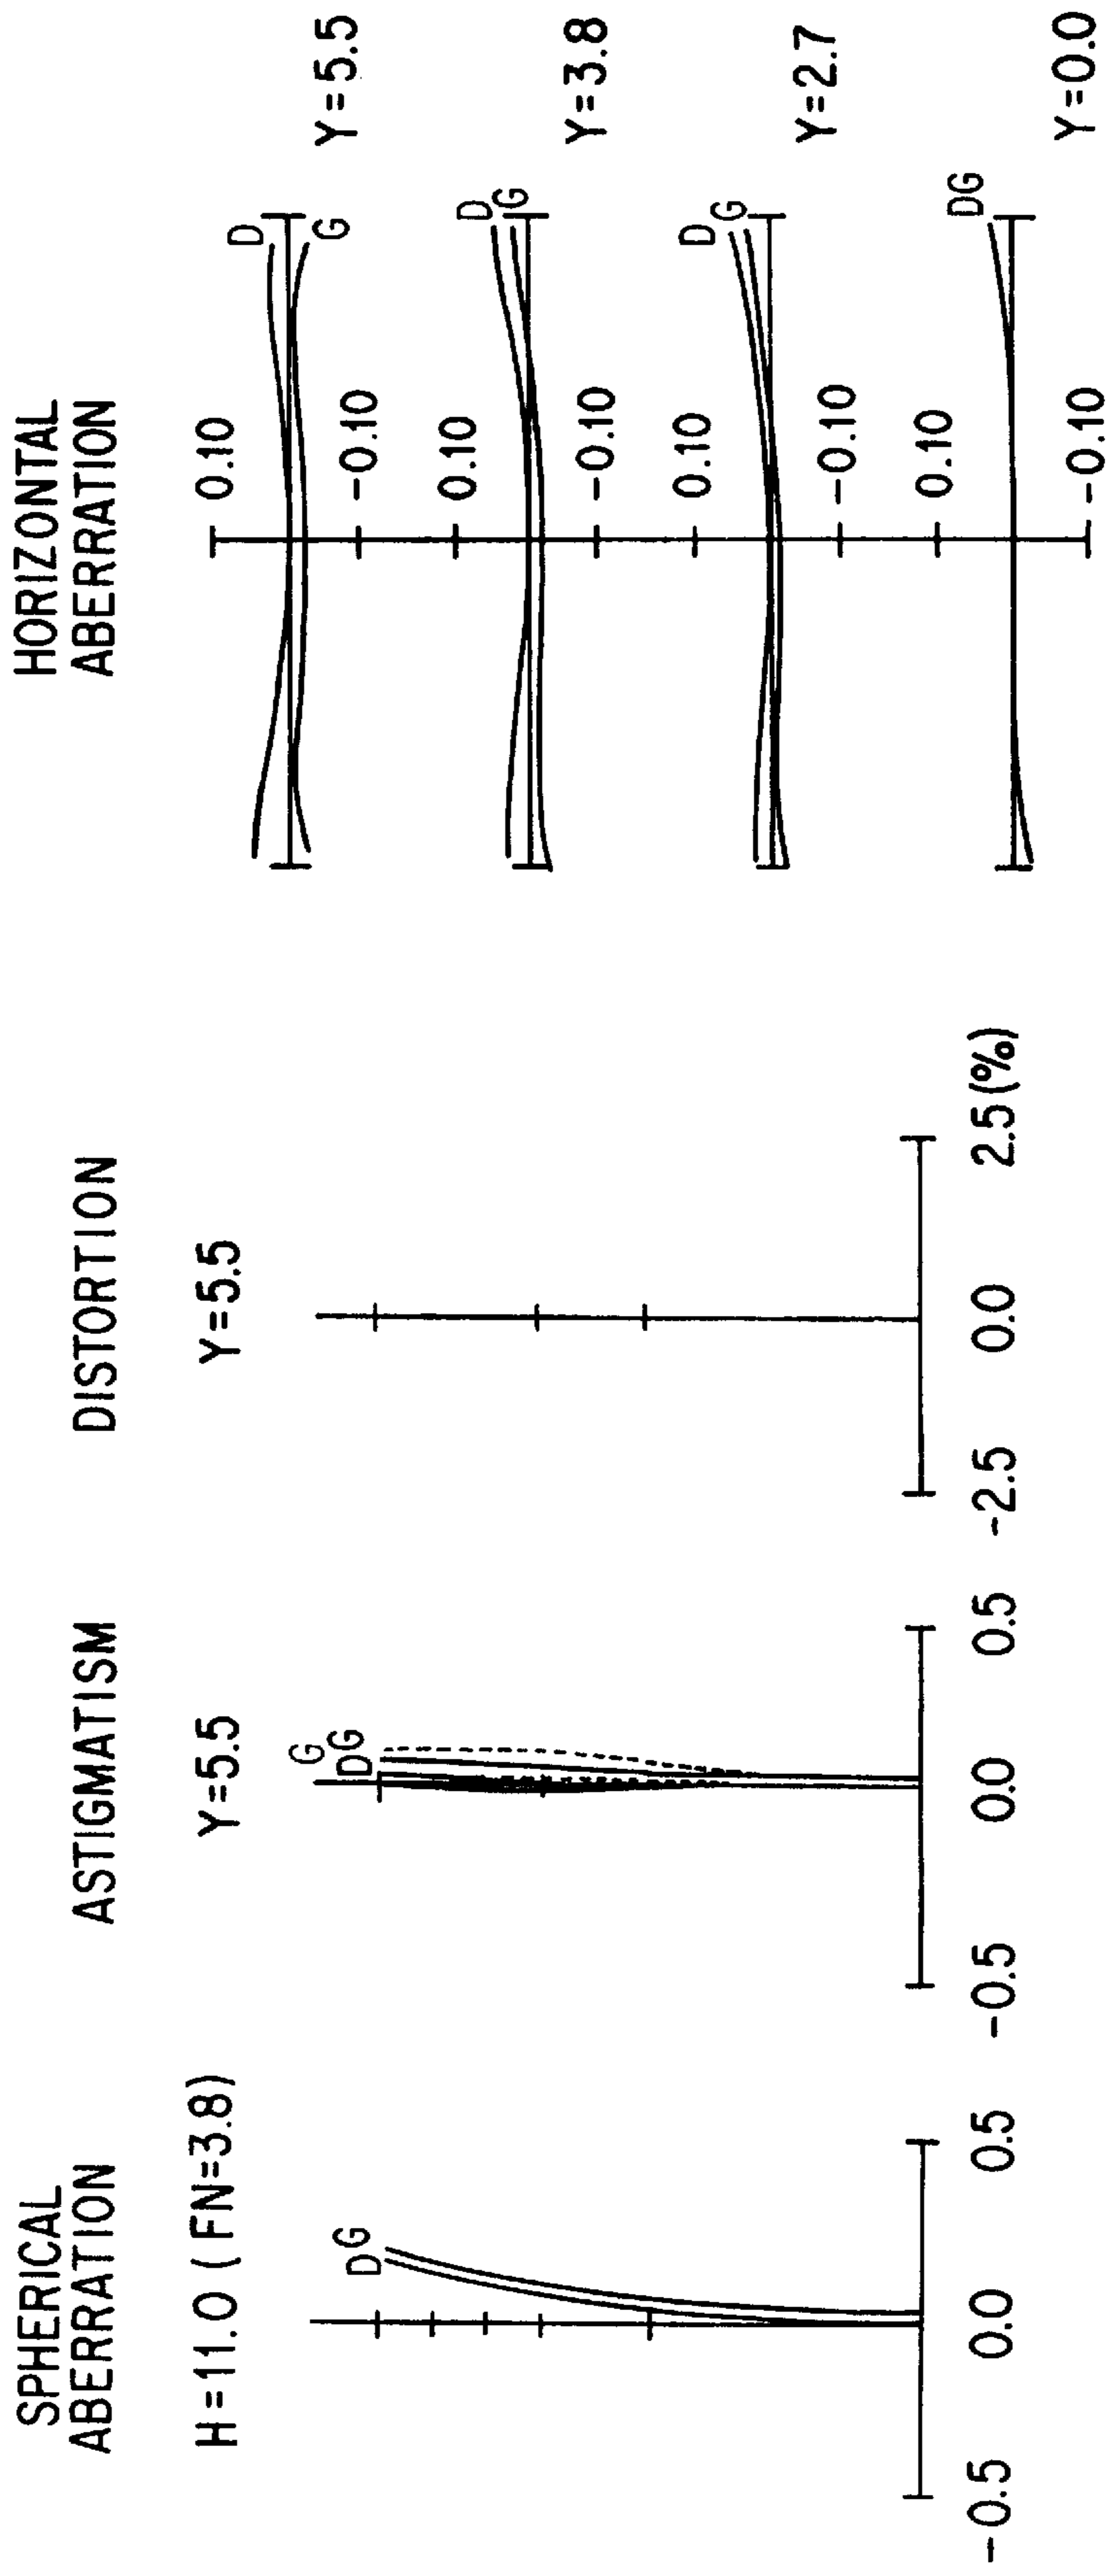 SPHERICAL
ABERRATION
H=11.0 (FN=3.8)
D G
-0.5 0.0 0.5
ASTIGMATISM
Y=5.5
G
D G
-0.5 0.0 0.5
DISTORTION
Y=5.5
-2.5 0.0 2.5 (%)
HORIZONTAL
ABERRATION
0.10
D
G
Y=5.5
-0.10
0.10
D
G
Y=3.8
-0.10
0.10
D
G
Y=2.7
-0.10
0.10
DG
Y=0.0
-0.10